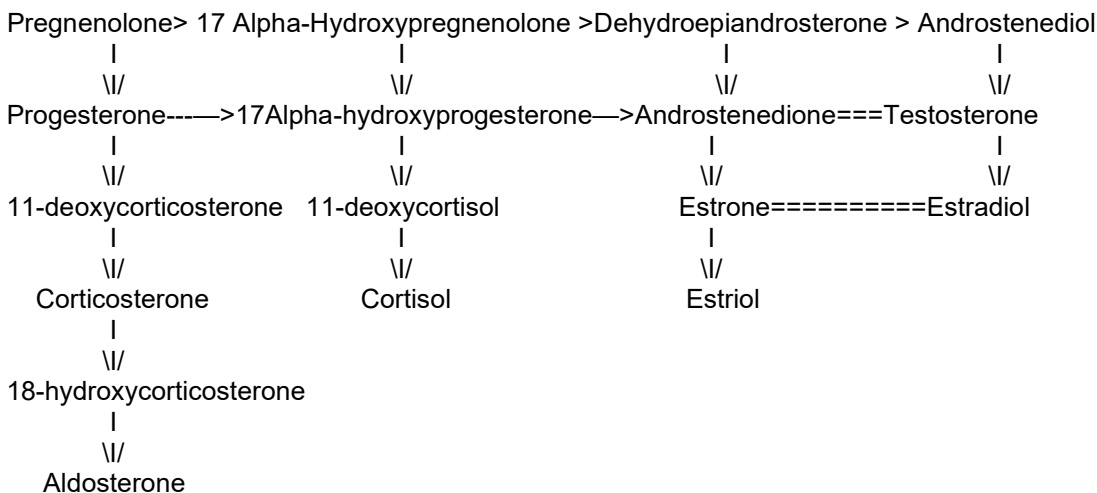 Pregnenolone> 17 Alpha-Hydroxypregnenolone >Dehydroepiandrosterone > Androstenediol
I I I I
\I/ \I/ \I/ \I/
Progesterone---—>17Alpha-hydroxyprogesterone—>Androstenedione===Testosterone
I I I I
\I/ \I/ \I/ \I/
11-deoxycorticosterone 11-deoxycortisol Estrone==========Estradiol
I I I
\I/ \I/ \I/
Corticosterone Cortisol Estriol
I
\I/
18-hydroxycorticosterone
I
\I/
Aldosterone